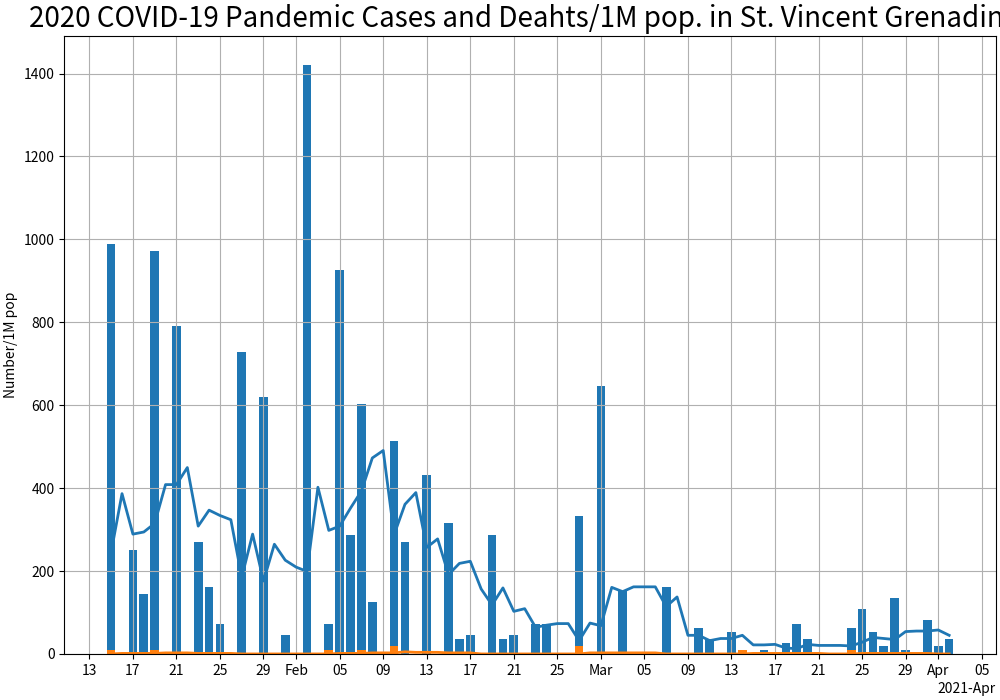 2020 COVID-19 Pandemic Cases and Deahts/1M pop. in St. Vincent Grenadin
Number/1M pop
1400
1200
1000
800
600
400
200
0
13 17 21 25 29 Feb 05 09 13 17 21 25 Mar 05 09 13 17 21 25 29 Apr 05
2021-Apr